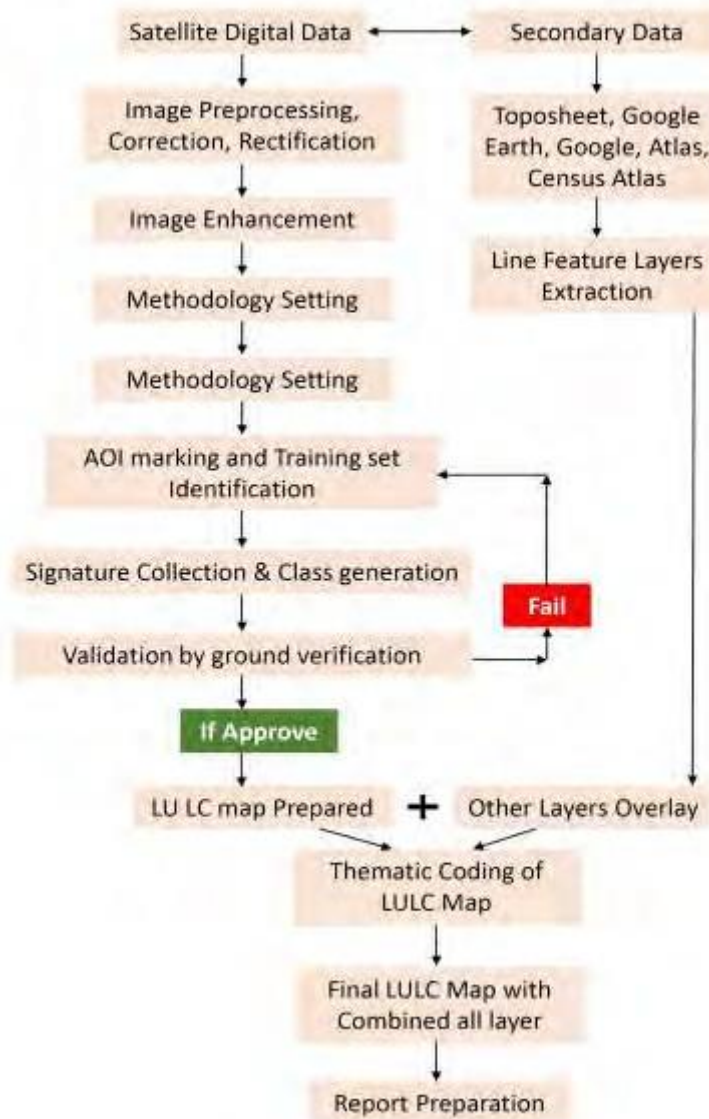 Satellite Digital Data
Secondary Data
Image Preprocessing,
Correction, Rectification
Toposheet, Google
Earth, Google, Atlas,
Census Atlas
Image Enhancement
Line Feature Layers
Extraction
Methodology Setting
Methodology Setting
AOI marking and Training set
Identification
Signature Collection & Class generation
Fail
Validation by ground verification
If Approve
LU LC map Prepared
+
Other Layers Overlay
Thematic Coding of
LULC Map
Final LULC Map with
Combined all layer
Report Preparation